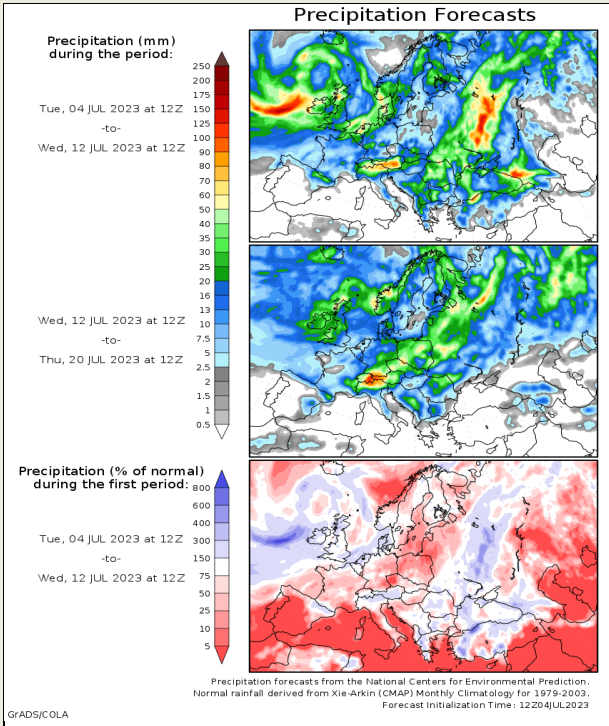 Precipitation Forecasts
Precipitation (mm)
during the period:
Tue, 04 JUL 2023 at 12Z
-to-
Wed, 12 JUL 2023 at 12Z
250
200
175
150
125
100
90
80
70
60
50
40
35
30
25
20
16
13
10
7.5
5
2.5
2
1.5
1
0.5
Wed, 12 JUL 2023 at 12Z
-to-
Thu, 20 JUL 2023 at 12Z
Precipitation (% of normal)
during the first period:
Tue, 04 JUL 2023 at 12Z
-to-
Wed, 12 JUL 2023 at 12Z
800
600
400
300
150
75
50
25
10
5
Precipitation forecasts from the National Centers for Environmental Prediction.
Normal rainfall derived from Xie-Arkin (CMAP) Monthly Climatology for 1979-2003.
Forecast Initialization Time: 12Z04JUL2023
GrADS/COLA